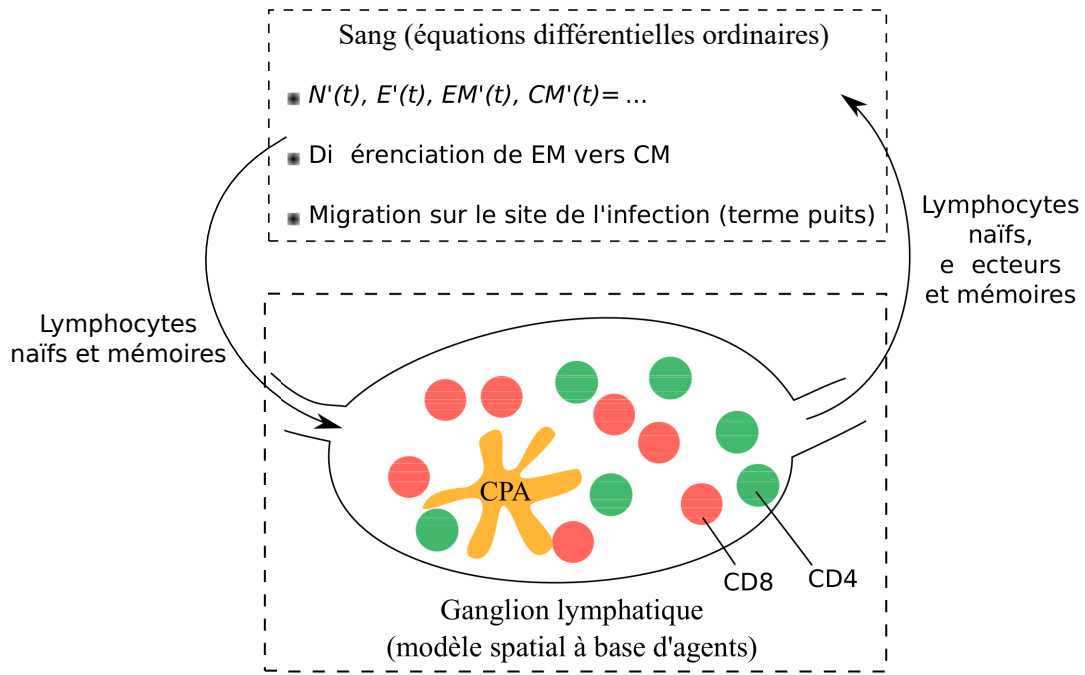 Sang (équations différentielles ordinaires)
N'(t), E'(t), EM'(t), CM'(t)= ...
Di érenciation de EM vers CM
Migration sur le site de l'infection (terme puits)
Lymphocytes
naïfs,
e ecteurs
et mémoires
Lymphocytes
naïfs et mémoires
CPA
CD8
CD4
Ganglion lymphatique
(modèle spatial à base d'agents)